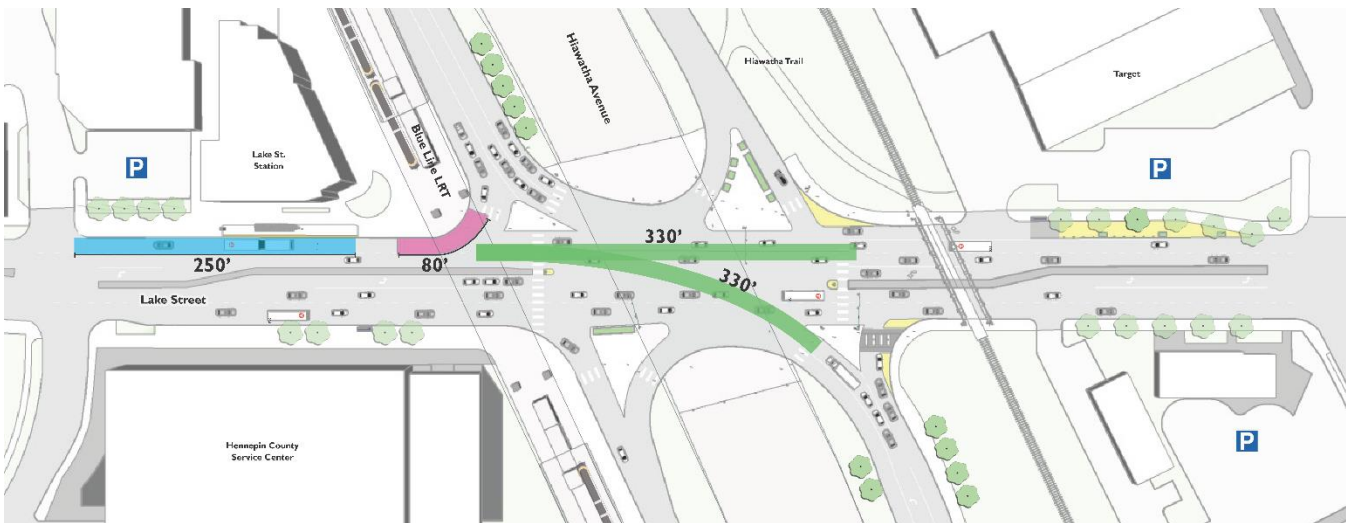 Hiawatha Avenue
Hiawatha Trail
Target
P
Lake St.
Station
Blue Line LRT
P
330'
250'
80'
330'
Lake Street
Hennepin County
Service Center
P